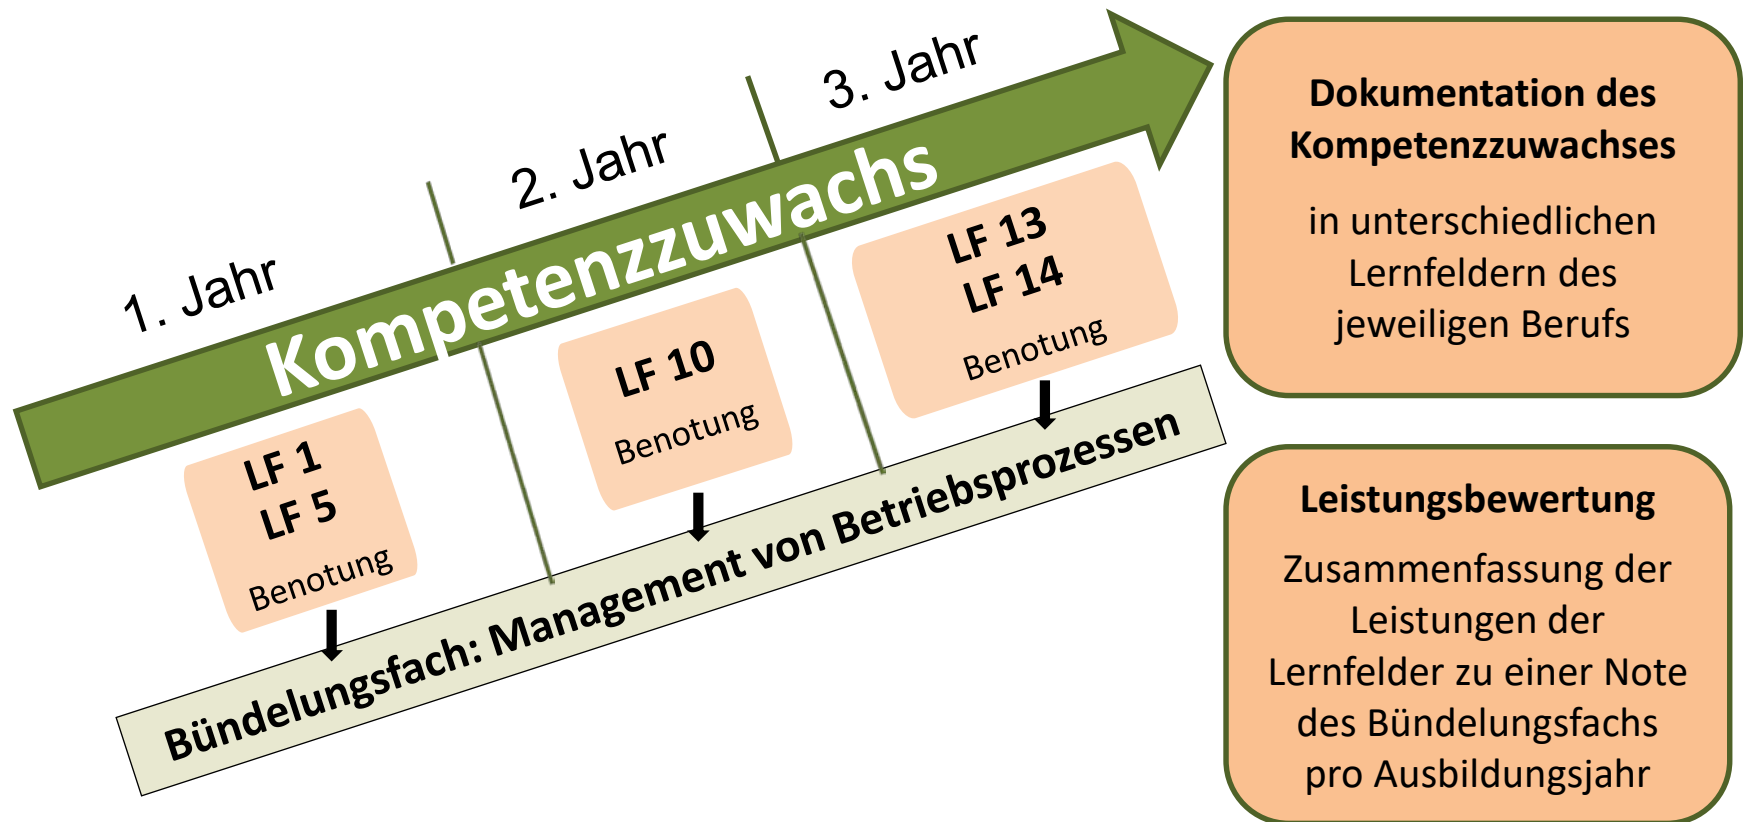 1. Jahr
2. Jahr
3. Jahr
Kompetenzzuwachs
LF 1
LF 5
Benotung
LF 10
Benotung
LF 13
LF 14
Benotung
Bündelungsfach: Management von Betriebsprozessen
Dokumentation des
Kompetenzzuwachses
in unterschiedlichen
Lernfeldern des
jeweiligen Berufs
Leistungsbewertung
Zusammenfassung der
Leistungen der
Lernfelder zu einer Note
des Bündelungsfachs
pro Ausbildungsjahr